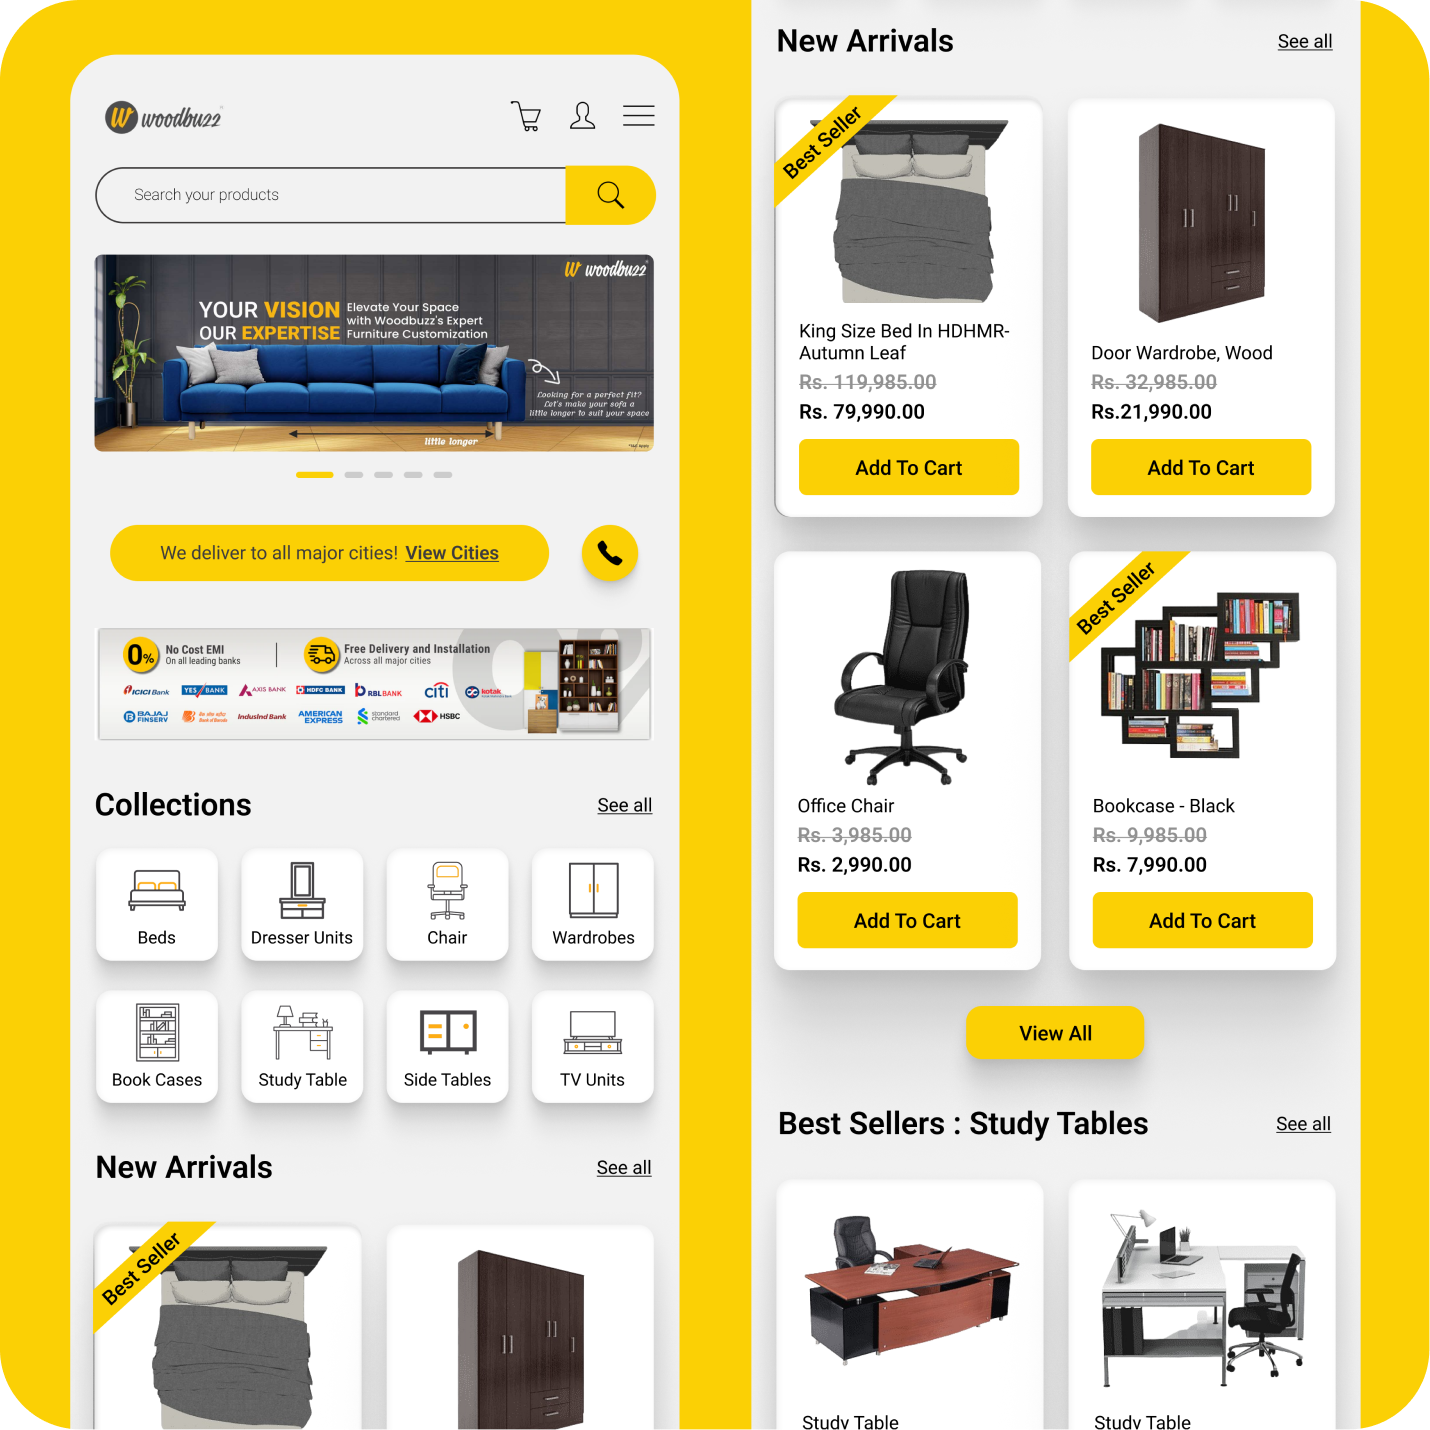 W woodbuzz
Search your products
W woodbuzz
YOUR VISION
OUR EXPERTISE
Elevate Your Space
with Woodbuzz's Expert
Furniture Customization
Looking for a perfect fit?
Let's make your sofa a
little longer to suit your space
little longer
We deliver to all major cities! View Cities
0%
No Cost EMI
On all leading banks
Free Delivery and Installation
Across all major cities
ICICI Bank
YES BANK
AXIS BANK
HDFC BANK
RBL BANK
citi
kotak
BAJAJ
FINSERV
Bank of Baroda
IndusInd Bank
AMERICAN
EXPRESS
standard
chartered
HSBC
Collections
See all
Beds
Dresser Units
Chair
Wardrobes
Book Cases
Study Table
Side Tables
TV Units
New Arrivals
See all
Best Seller
New Arrivals
See all
Best Seller
King Size Bed In HDHMR-
Autumn Leaf
Rs. 119,985.00
Rs. 79,990.00
Add To Cart
Door Wardrobe, Wood
Rs. 32,985.00
Rs.21,990.00
Add To Cart
Office Chair
Rs. 3,985.00
Rs. 2,990.00
Add To Cart
Best Seller
Bookcase - Black
Rs. 9,985.00
Rs. 7,990.00
Add To Cart
View All
Best Sellers : Study Tables
See all
Study Table
Study Table